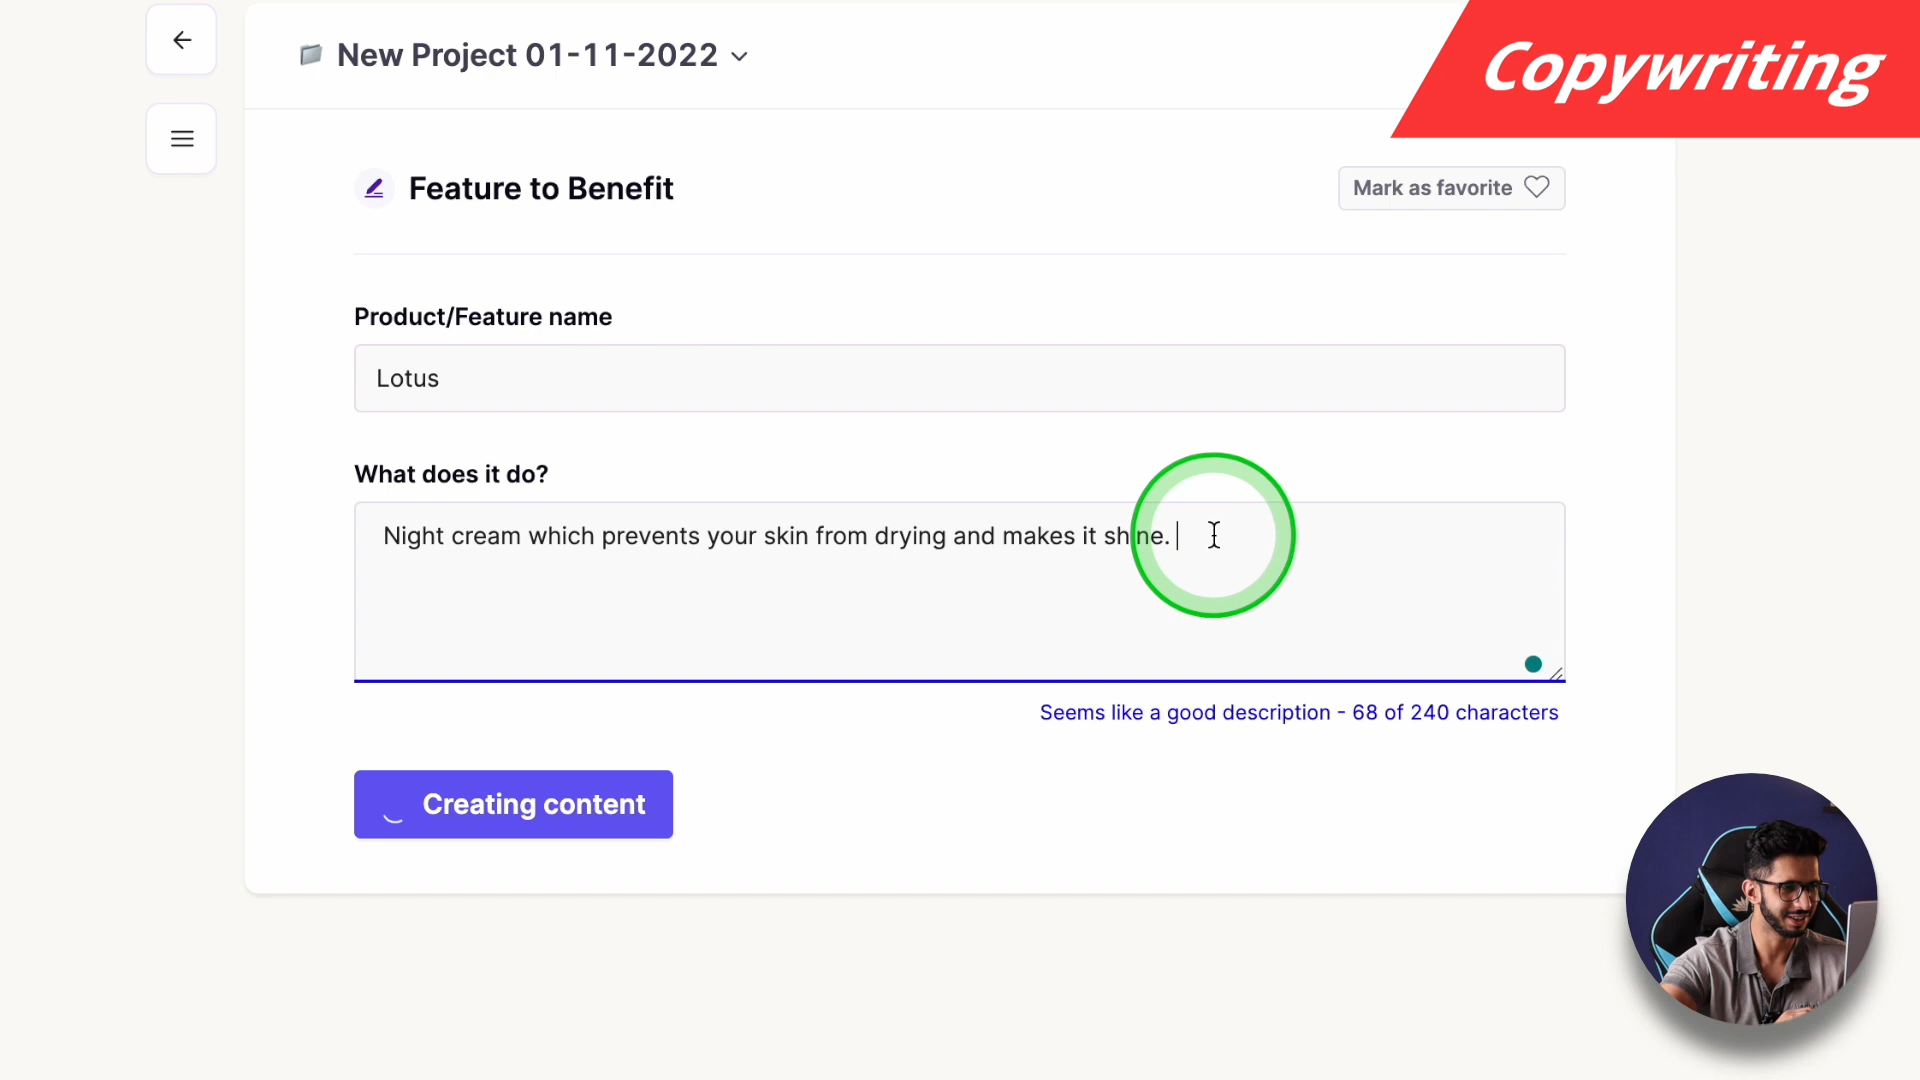 New Project 01-11-2022
Copywriting
Feature to Benefit
Mark as favorite
Product/Feature name
Lotus
What does it do?
Night cream which prevents your skin from drying and makes it shine.
Seems like a good description - 68 of 240 characters
Creating content